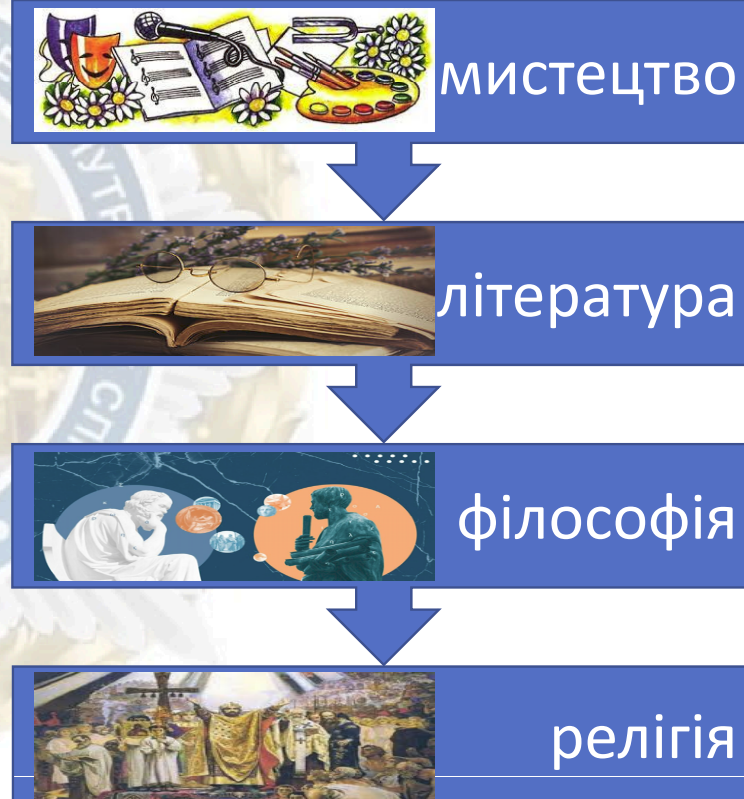 мистецтво
література
філософія
релігія